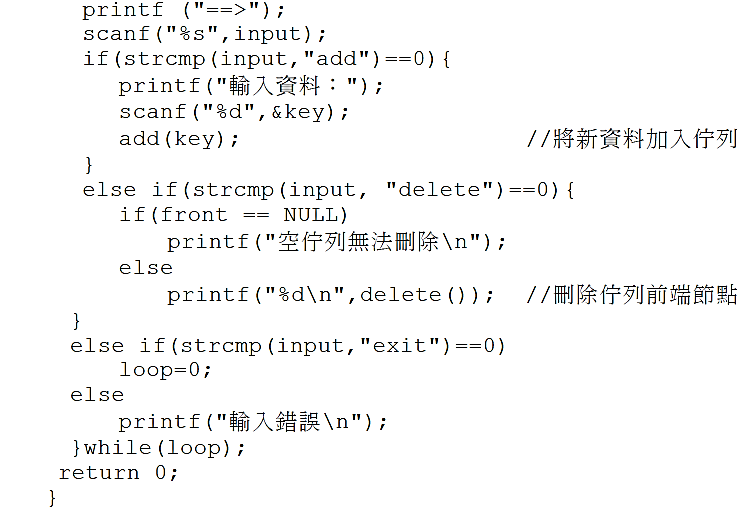 printf ("==>");
scanf("%s",input);
if(strcmp(input,"add")==0){
printf("輸入資料：");
scanf("%d",&key);
add(key); //將新資料加入佇列
}
else if(strcmp(input, "delete")==0){
if(front == NULL)
printf("空佇列無法刪除\n");
else
printf("%d\n",delete()); //刪除佇列前端節點
}
else if(strcmp(input,"exit")==0)
loop=0;
else
printf("輸入錯誤\n");
}while(loop);
return 0;
}